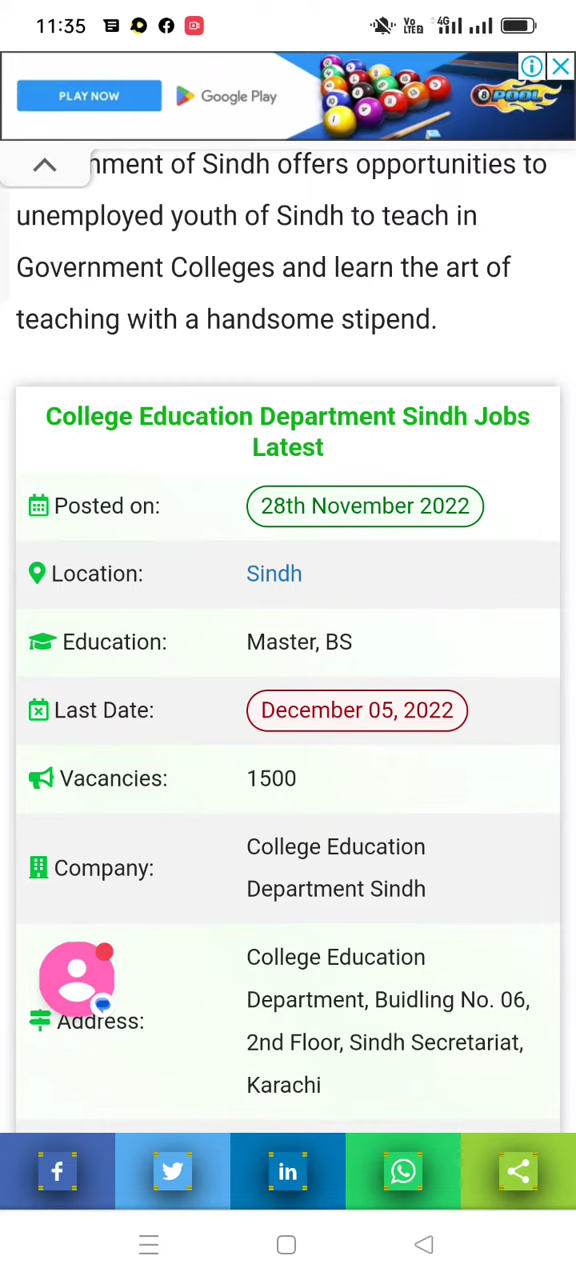 11:35
Vo LTE2
4G
PLAY NOW
Google Play
8 POOL
nment of Sindh offers opportunities to
unemployed youth of Sindh to teach in
Government Colleges and learn the art of
teaching with a handsome stipend.
College Education Department Sindh Jobs
Latest
Posted on: 28th November 2022
Location: Sindh
Education: Master, BS
Last Date: December 05, 2022
Vacancies: 1500
Company: College Education
Department Sindh
College Education
Department, Buidling No. 06,
Address:
2nd Floor, Sindh Secretariat,
Karachi